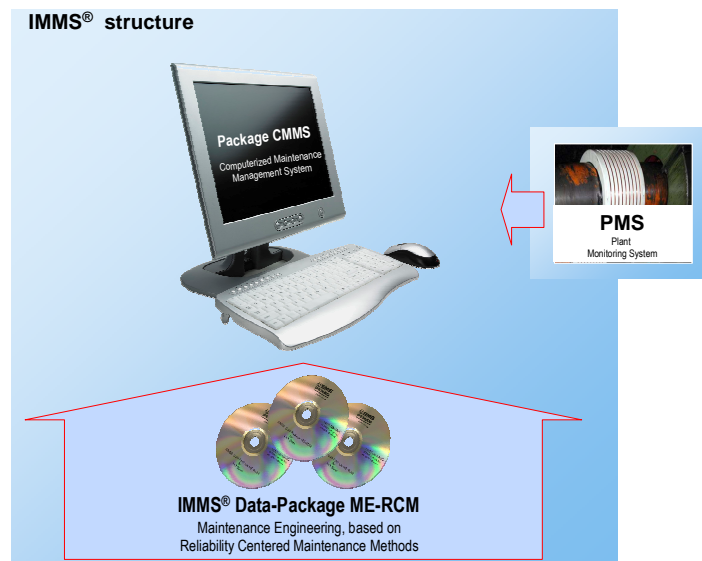 IMMS® structure
Package CMMS
Computerized Maintenance
Management System
PMS
Plant
Monitoring System
IMMS® Data-Package ME-RCM
Maintenance Engineering, based on
Reliability Centered Maintenance Methods